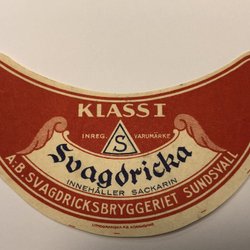 KLASS I
INREG. VARUMÄRKE
S
Svagdricka
INNEHÅLLER SACKARIN
A.-B. SVAGDRICKSBRYGGERIET SUNDSVALL